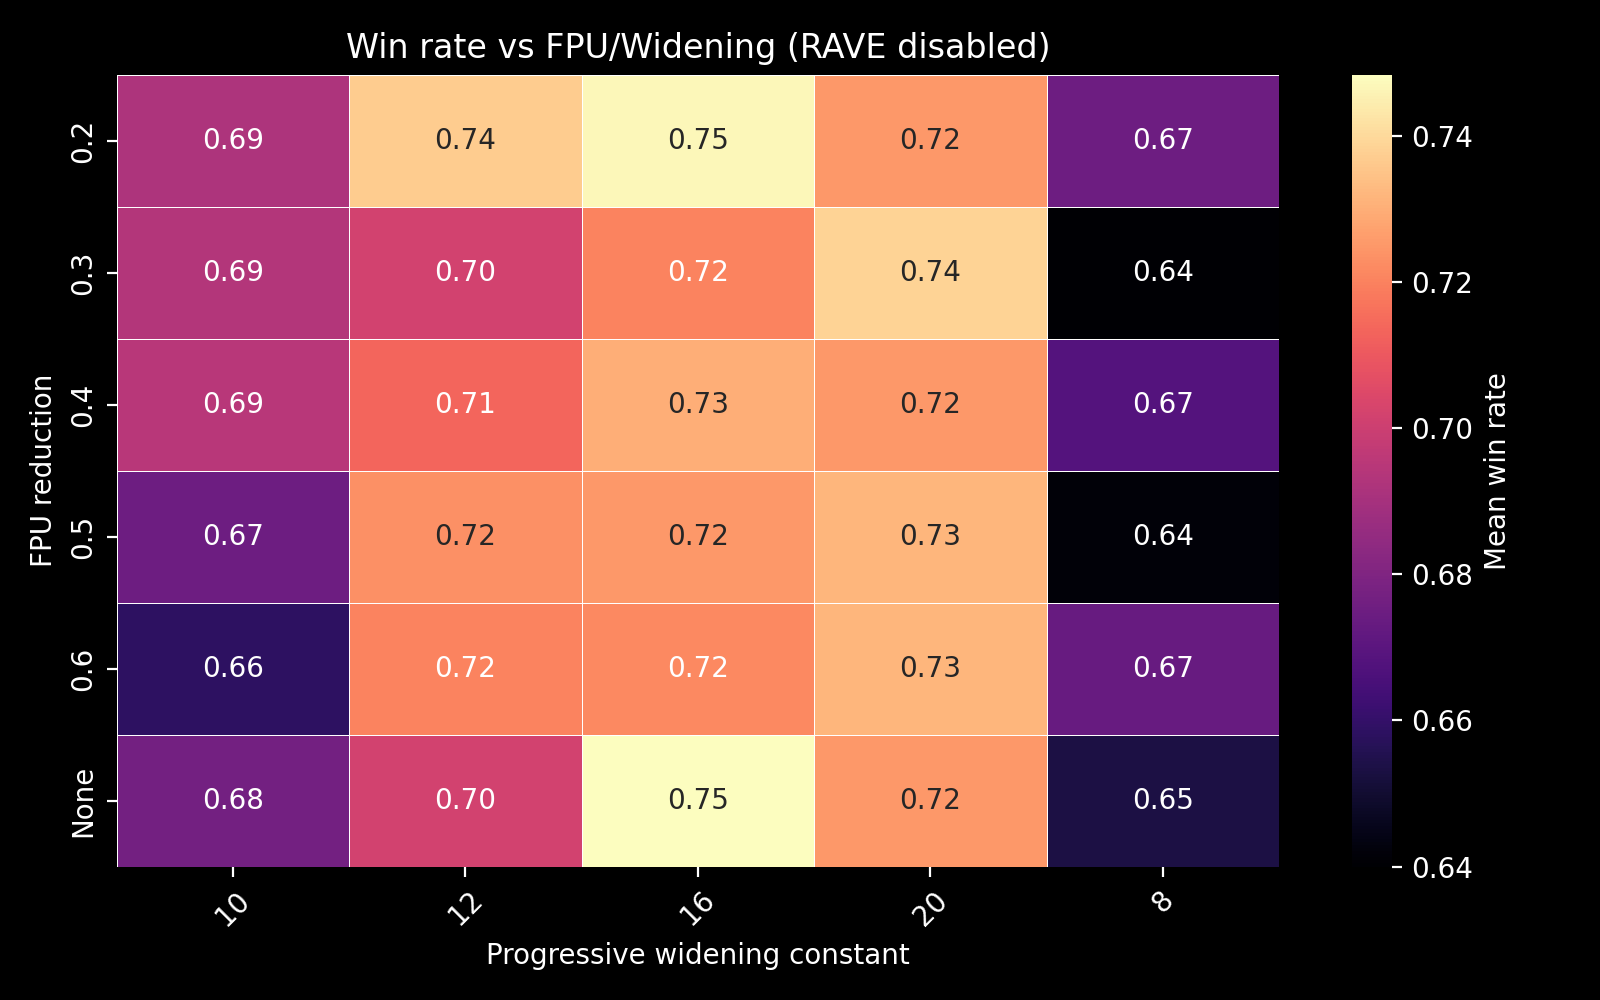 Win rate vs FPU/Widening (RAVE disabled)
0.2 0.69 0.74 0.75 0.72 0.67
0.3 0.69 0.70 0.72 0.74 0.64
0.4 0.69 0.71 0.73 0.72 0.67
0.5 0.67 0.72 0.72 0.73 0.64
0.6 0.66 0.72 0.72 0.73 0.67
None 0.68 0.70 0.75 0.72 0.65
10 12 16 20 8
Progressive widening constant
FPU reduction
0.74
0.72
0.70
0.68
0.66
0.64
Mean win rate